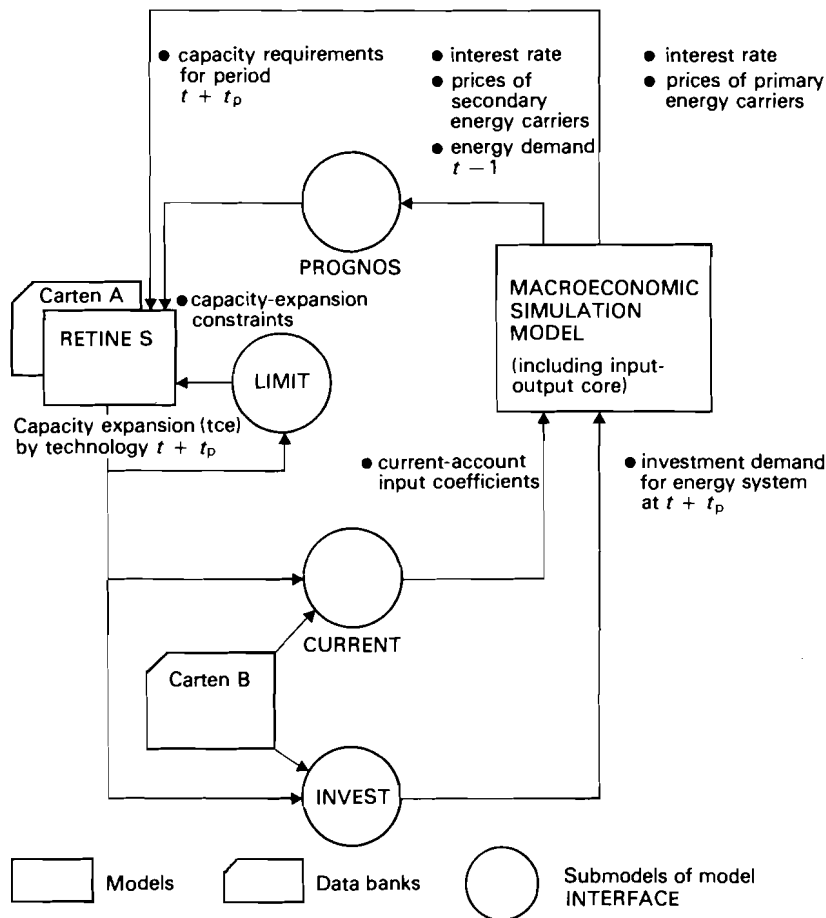 ● capacity requirements
for period
t + tp
● interest rate
● prices of
secondary
energy carriers
● energy demand
t − 1
● interest rate
● prices of primary
energy carriers
PROGNOS
Carten A
RETINE S
● capacity-expansion
constraints
LIMIT
MACROECONOMIC
SIMULATION
MODEL
(including input-
output core)
Capacity expansion (tce)
by technology t + tp
● current-account
input coefficients
● investment demand
for energy system
at t + tp
CURRENT
Carten B
INVEST
Models
Data banks
Submodels of model
INTERFACE